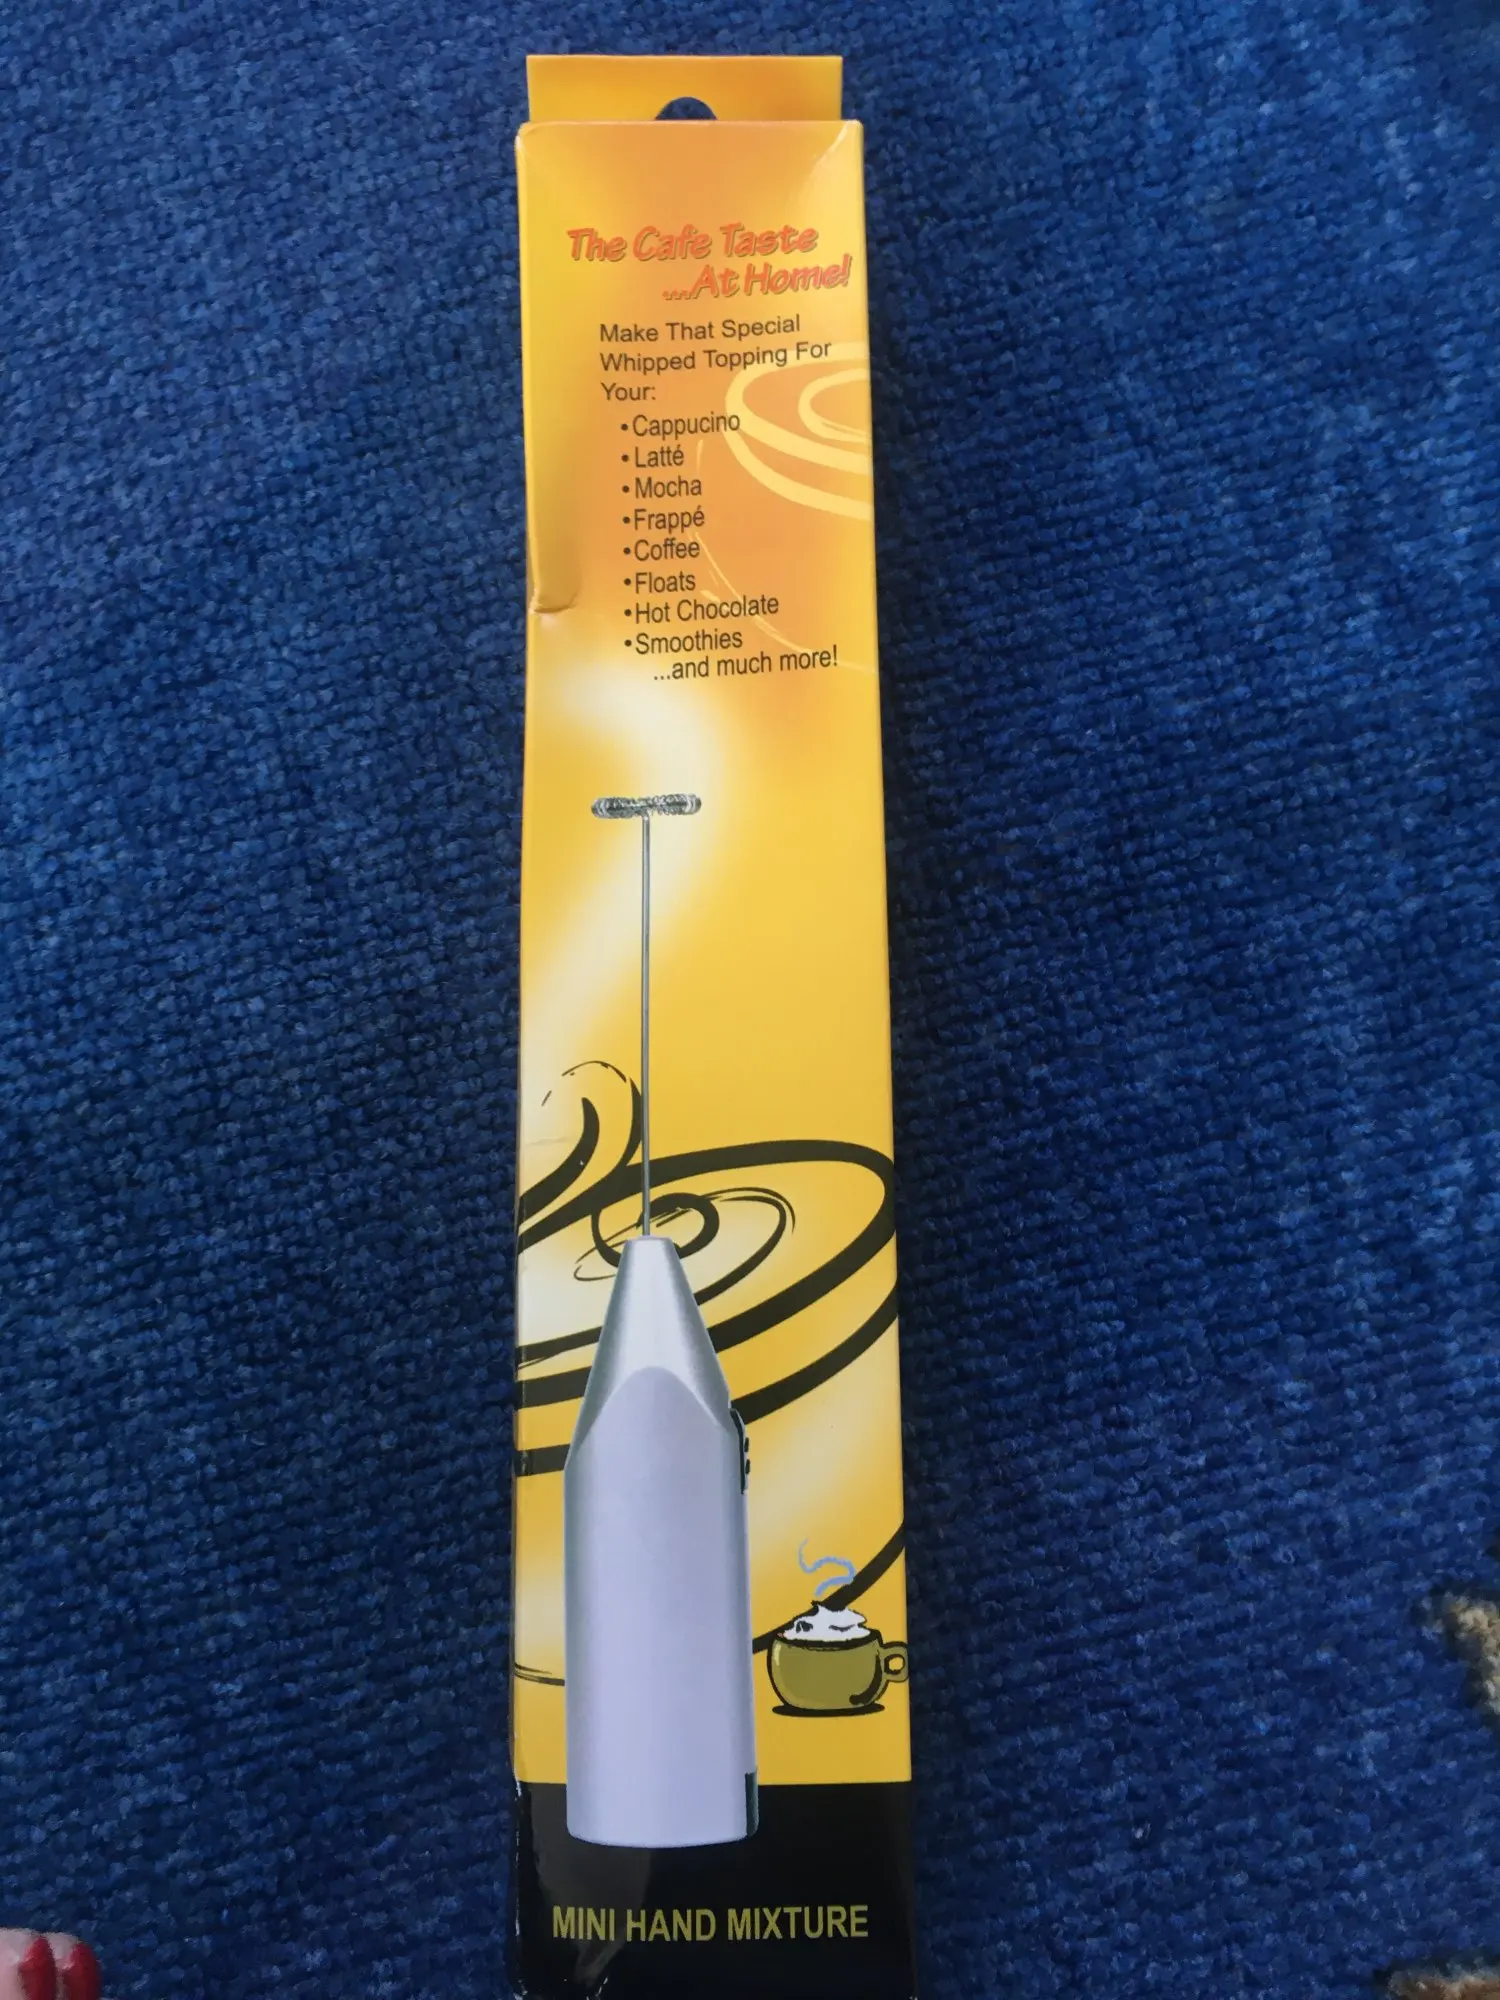 The Cafe Taste
...At Home!
Make That Special
Whipped Topping For
Your:
•Cappucino
•Latté
•Mocha
•Frappé
•Coffee
•Floats
•Hot Chocolate
•Smoothies
...and much more!
MINI HAND MIXTURE